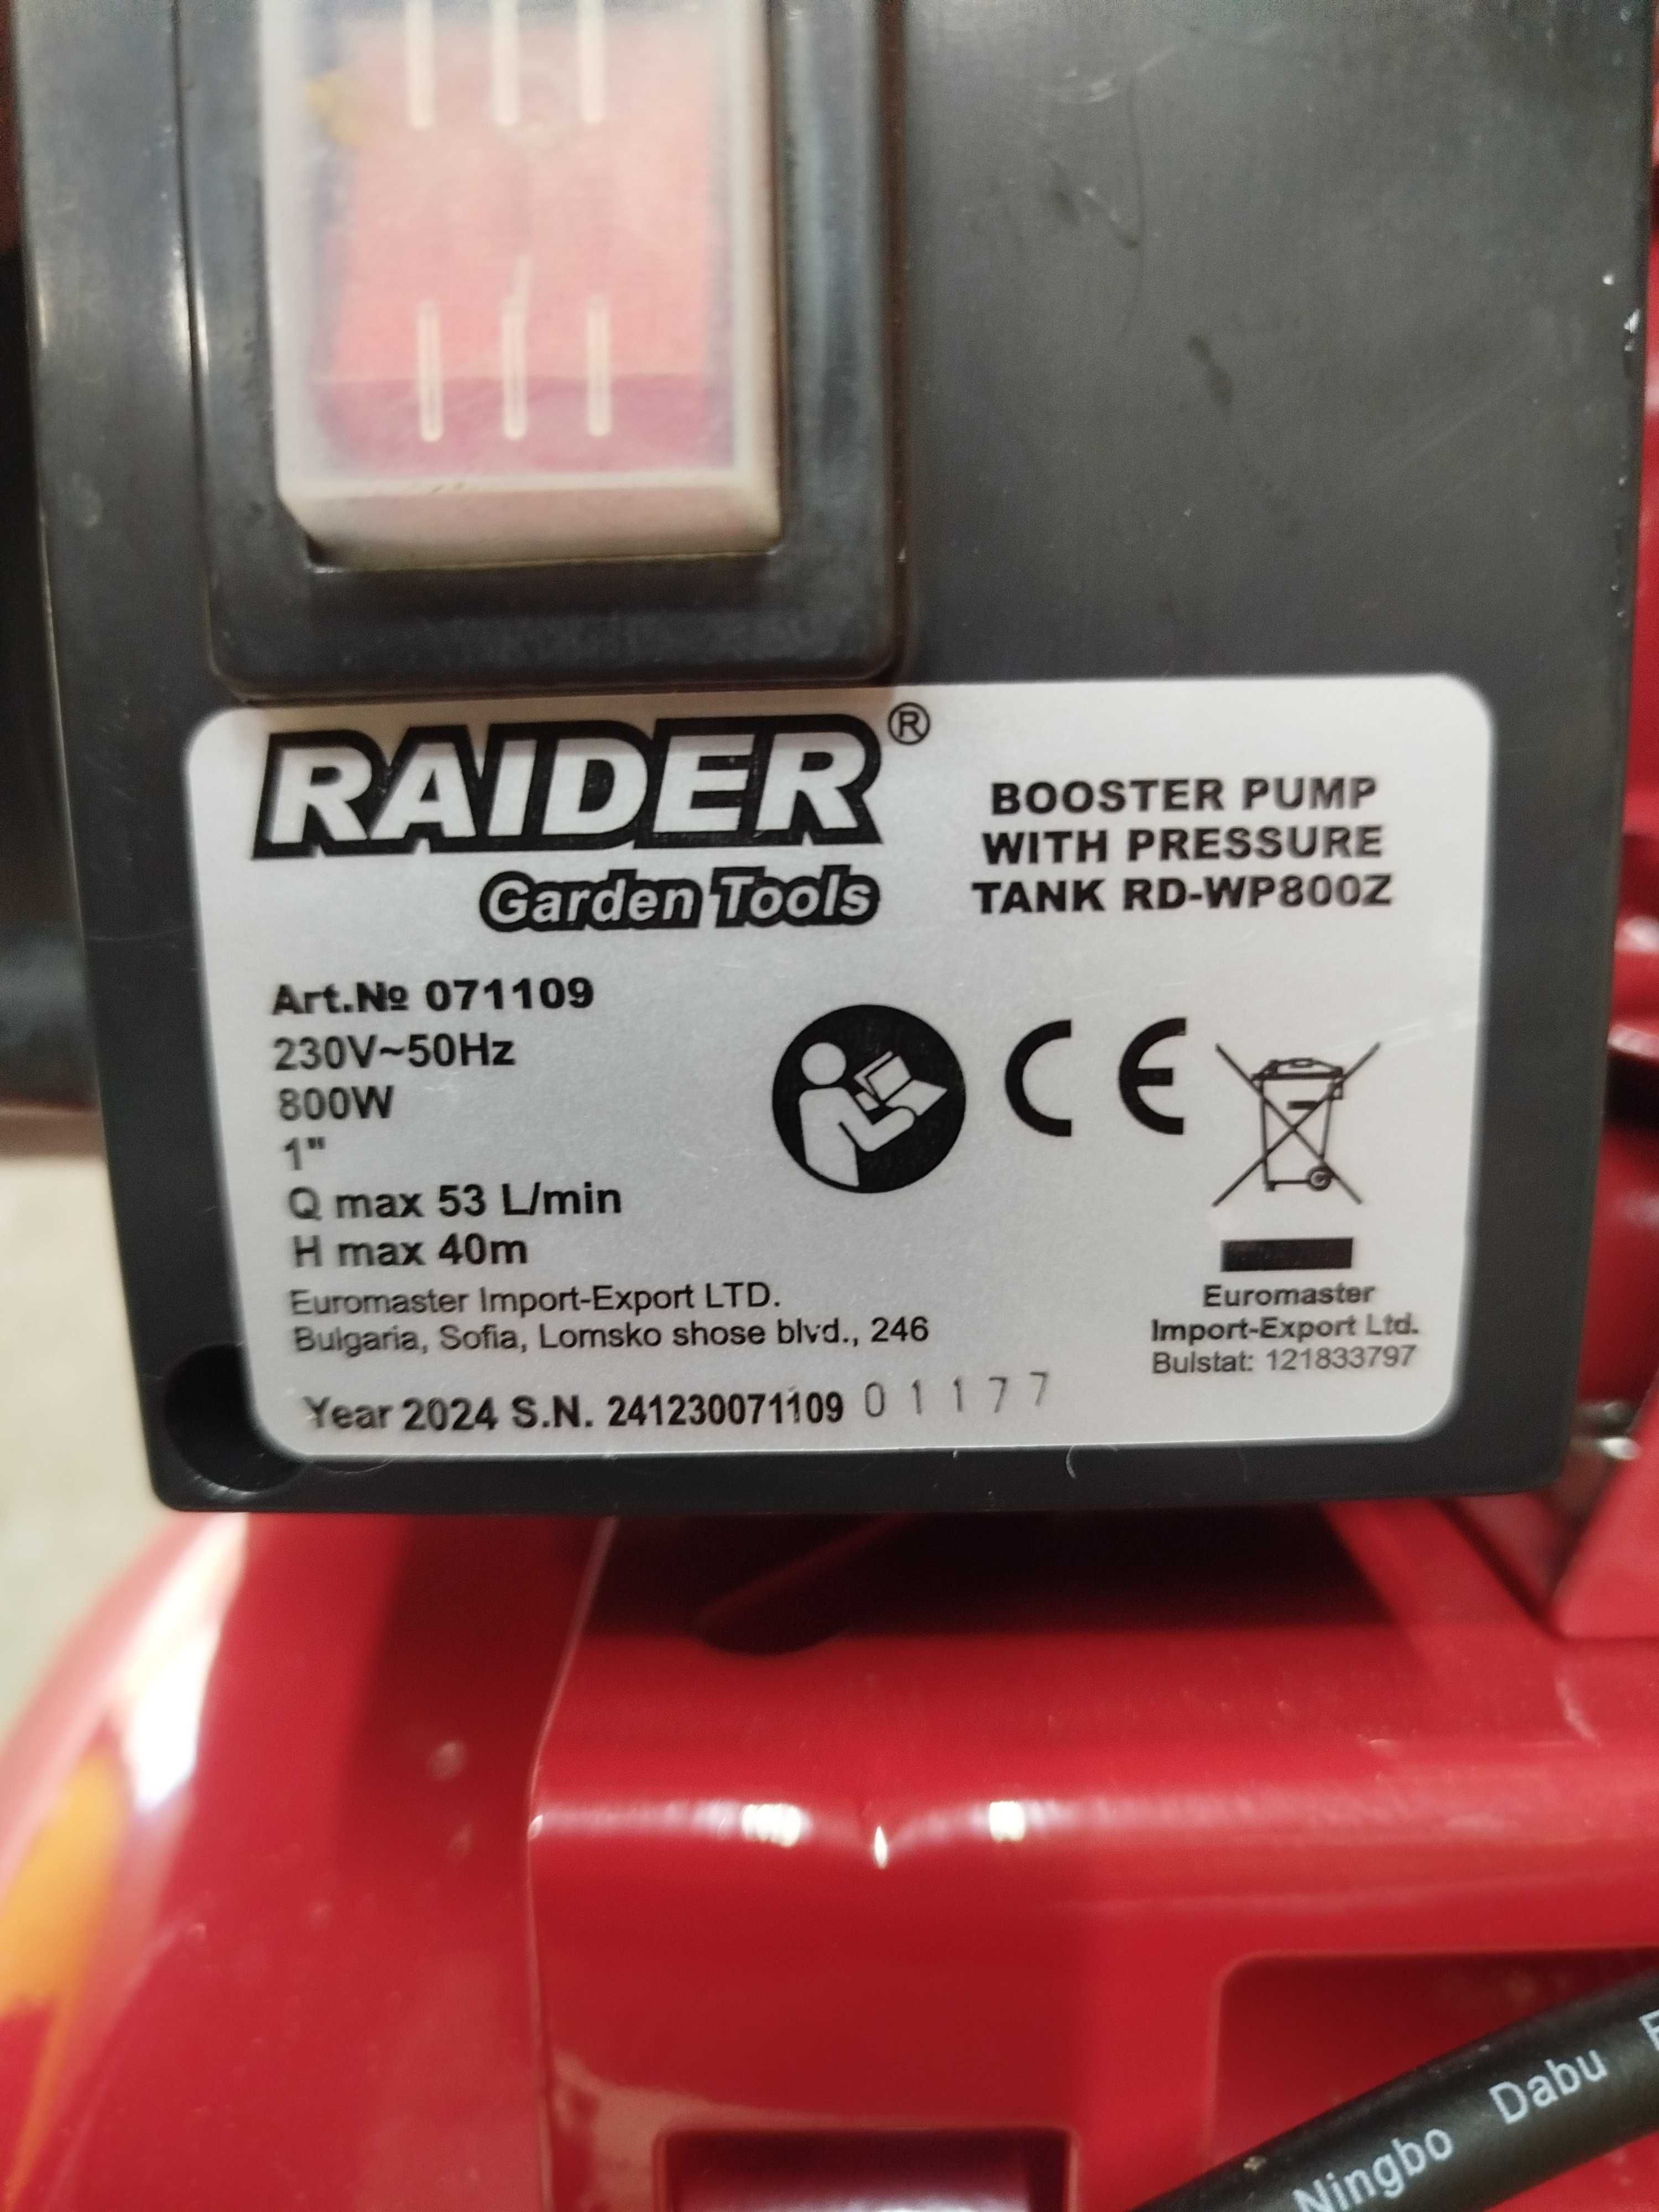 RAIDER®
Garden Tools
BOOSTER PUMP
WITH PRESSURE
TANK RD-WP800Z
Art.№ 071109
230V~50Hz
800W
1"
Q max 53 L/min
H max 40m
CE
Euromaster Import-Export LTD.
Bulgaria, Sofia, Lomsko shose blvd., 246
Euromaster
Import-Export Ltd.
Bulstat: 121833797
Year 2024 S.N. 241230071109 01177
Ningbo Dabu